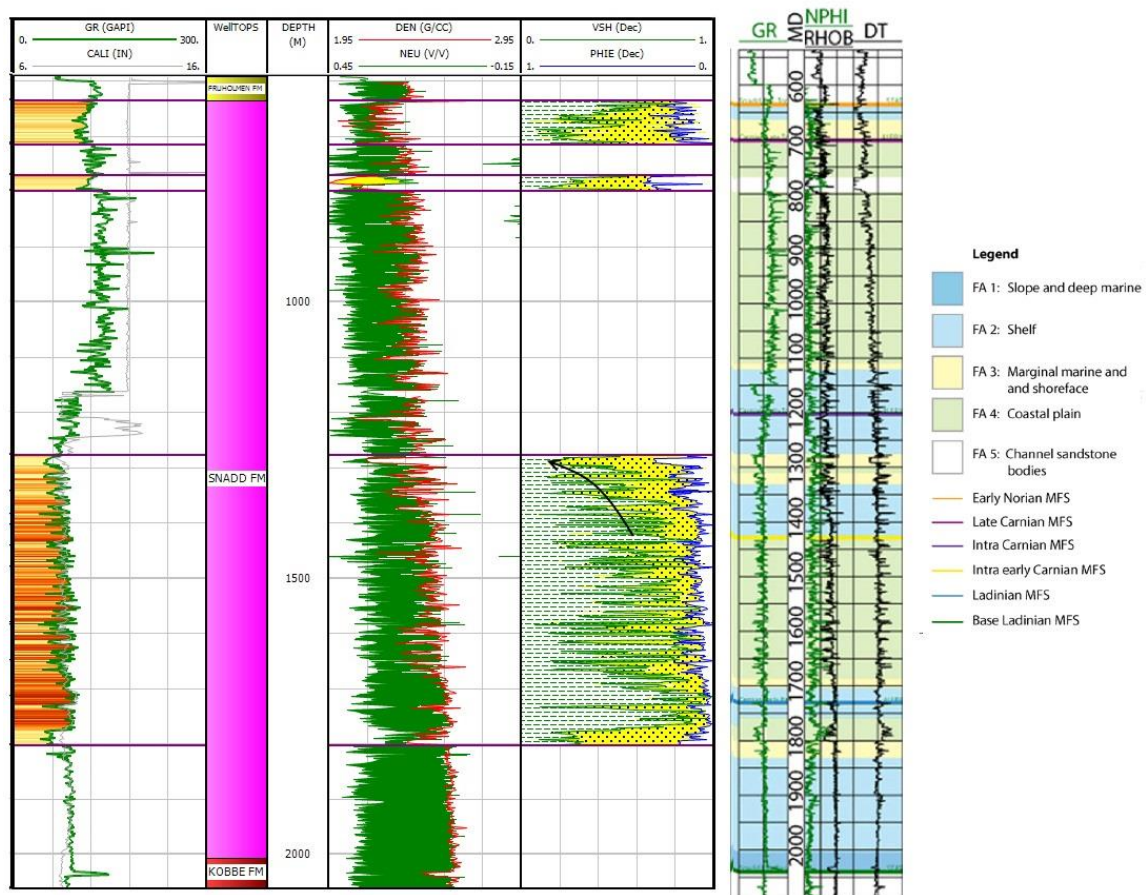 GR (GAPI)
0. 300.
CALI (IN)
6. 16.
WellTOPS
DEPTH
(M)
DEN (G/CC)
1.95 2.95
NEU (V/V)
0.45 -0.15
VSH (Dec)
0. 1.
PHIE (Dec)
1. 0.
FRUHOLMEN FM
1000
SNADD FM
1500
2000
KOBBE FM
GR
MD
NPHI
RHOB
DT
600
700
800
900
1000
1100
1200
1300
1400
1500
1600
1700
1800
1900
2000
Legend
FA 1: Slope and deep marine
FA 2: Shelf
FA 3: Marginal marine and
and shoreface
FA 4: Coastal plain
FA 5: Channel sandstone
bodies
Early Norian MFS
Late Carnian MFS
Intra Carnian MFS
Intra early Carnian MFS
Ladinian MFS
Base Ladinian MFS